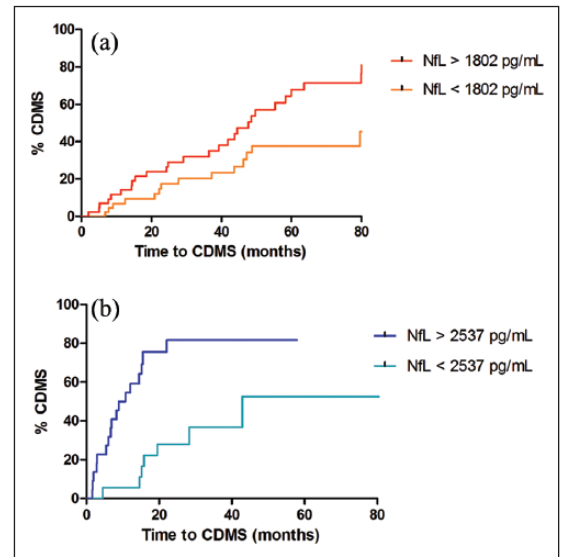 (a)
NfL > 1802 pg/mL
NfL < 1802 pg/mL
% CDMS
100
80
60
40
20
0
0 20 40 60 80
Time to CDMS (months)
(b)
NfL > 2537 pg/mL
NfL < 2537 pg/mL
% CDMS
100
80
60
40
20
0
0 20 40 60 80
Time to CDMS (months)